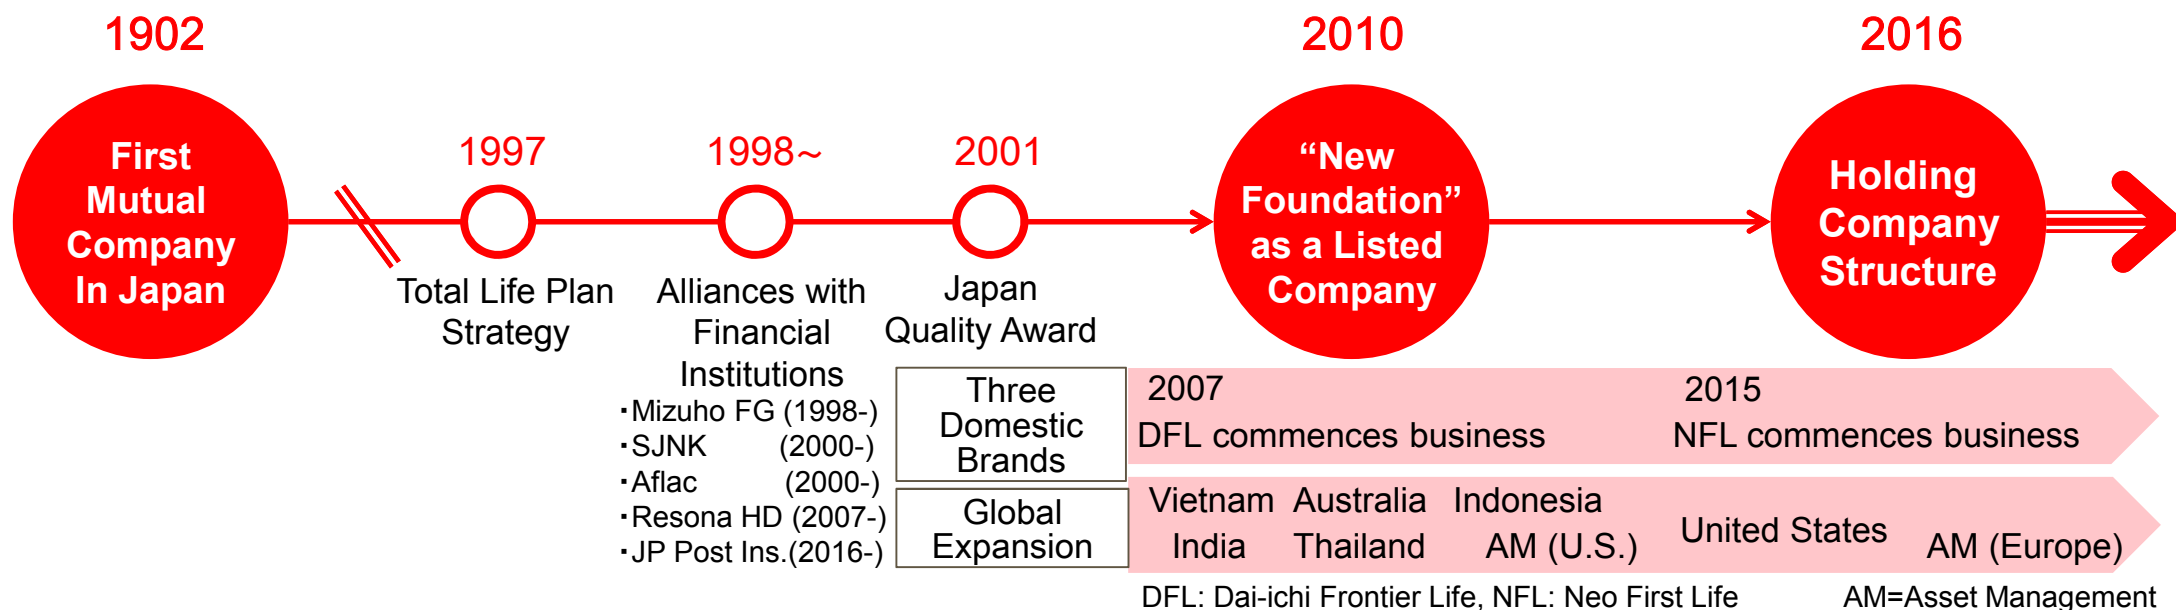 1902
First
Mutual
Company
In Japan
1997
Total Life Plan
Strategy
1998～
Alliances with
Financial
Institutions
・Mizuho FG (1998-)
・SJNK (2000-)
・Aflac (2000-)
・Resona HD (2007-)
・JP Post Ins.(2016-)
2001
Japan
Quality Award
2010
“New
Foundation”
as a Listed
Company
2016
Holding
Company
Structure
Three
Domestic
Brands
2007
DFL commences business
2015
NFL commences business
Global
Expansion
Vietnam Australia Indonesia
India Thailand AM (U.S.)
United States
AM (Europe)
DFL: Dai-ichi Frontier Life, NFL: Neo First Life
AM=Asset Management